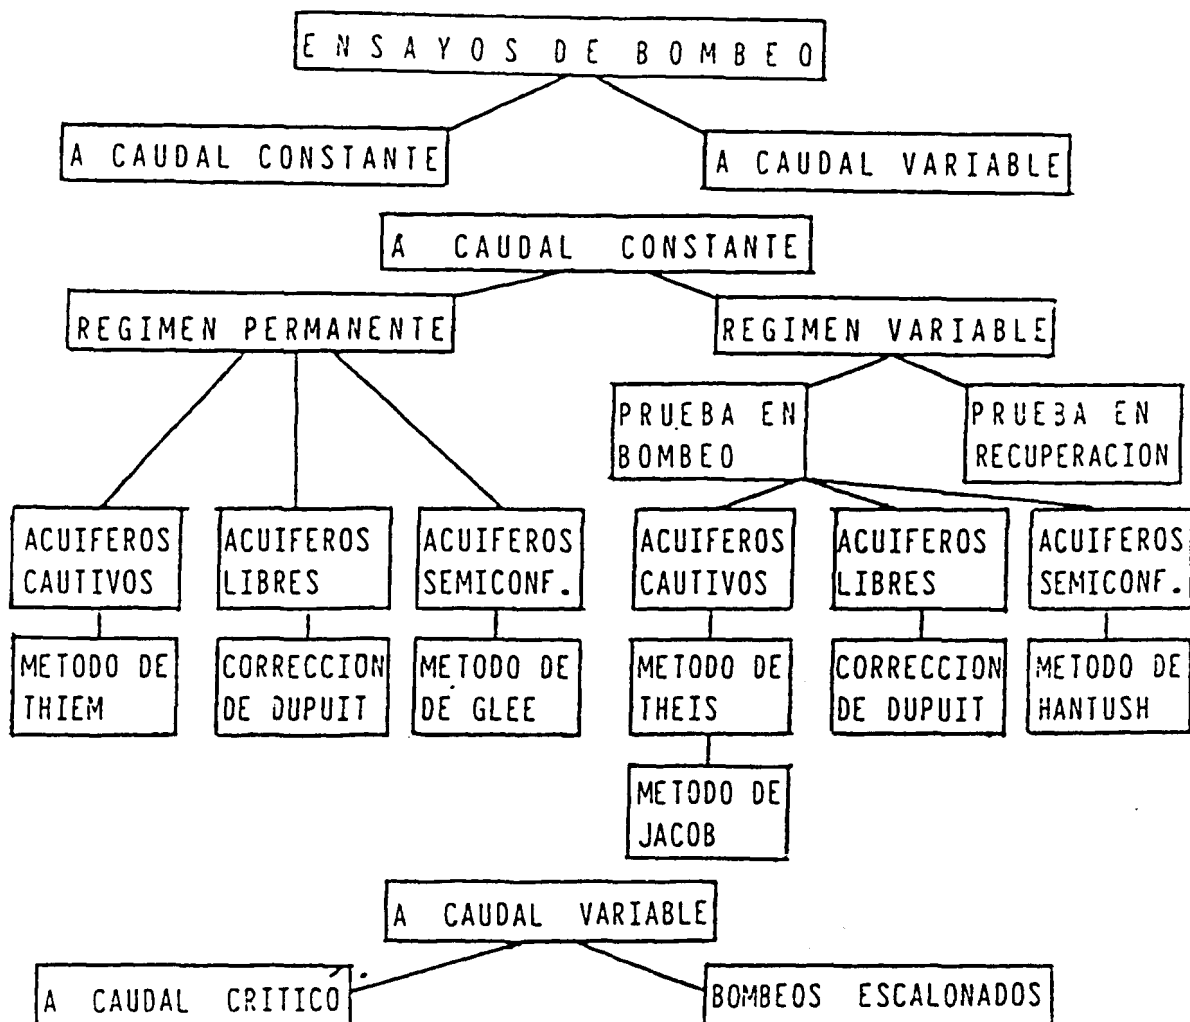 ENSAYOS DE BOMBEO
A CAUDAL CONSTANTE
A CAUDAL VARIABLE
A CAUDAL CONSTANTE
REGIMEN PERMANENTE
REGIMEN VARIABLE
PRUEBA EN
BOMBEO
PRUEBA EN
RECUPERACION
ACUIFEROS
CAUTIVOS
ACUIFEROS
LIBRES
ACUIFEROS
SEMICONF.
ACUIFEROS
CAUTIVOS
ACUIFEROS
LIBRES
ACUIFEROS
SEMICONF.
METODO DE
THIEM
CORRECCION
DE DUPUIT
METODO DE
DE GLEE
METODO DE
THEIS
CORRECCION
DE DUPUIT
METODO DE
HANTUSH
METODO DE
JACOB
A CAUDAL VARIABLE
A CAUDAL CRITICO
BOMBEOS ESCALONADOS